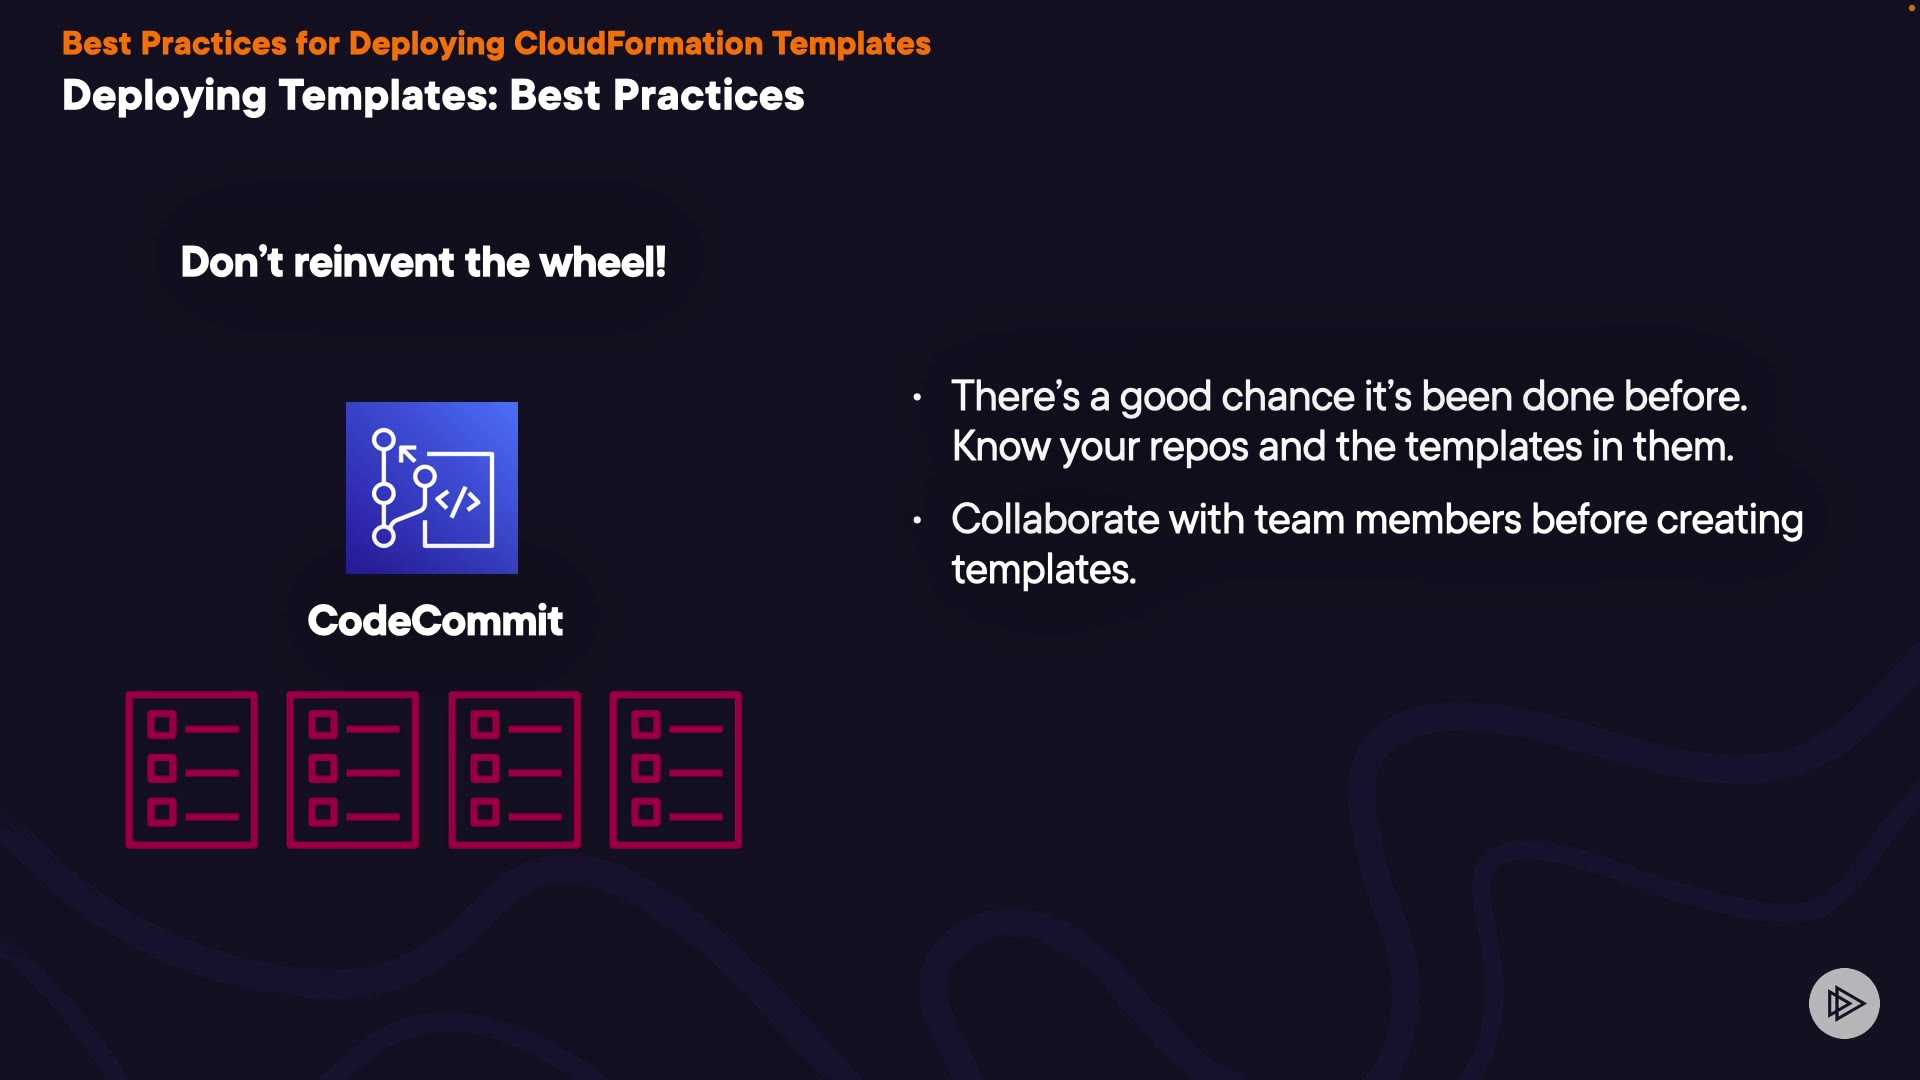 Best Practices for Deploying CloudFormation Templates
Deploying Templates: Best Practices
Don’t reinvent the wheel!
</>
CodeCommit
• There’s a good chance it’s been done before.
Know your repos and the templates in them.
• Collaborate with team members before creating
templates.